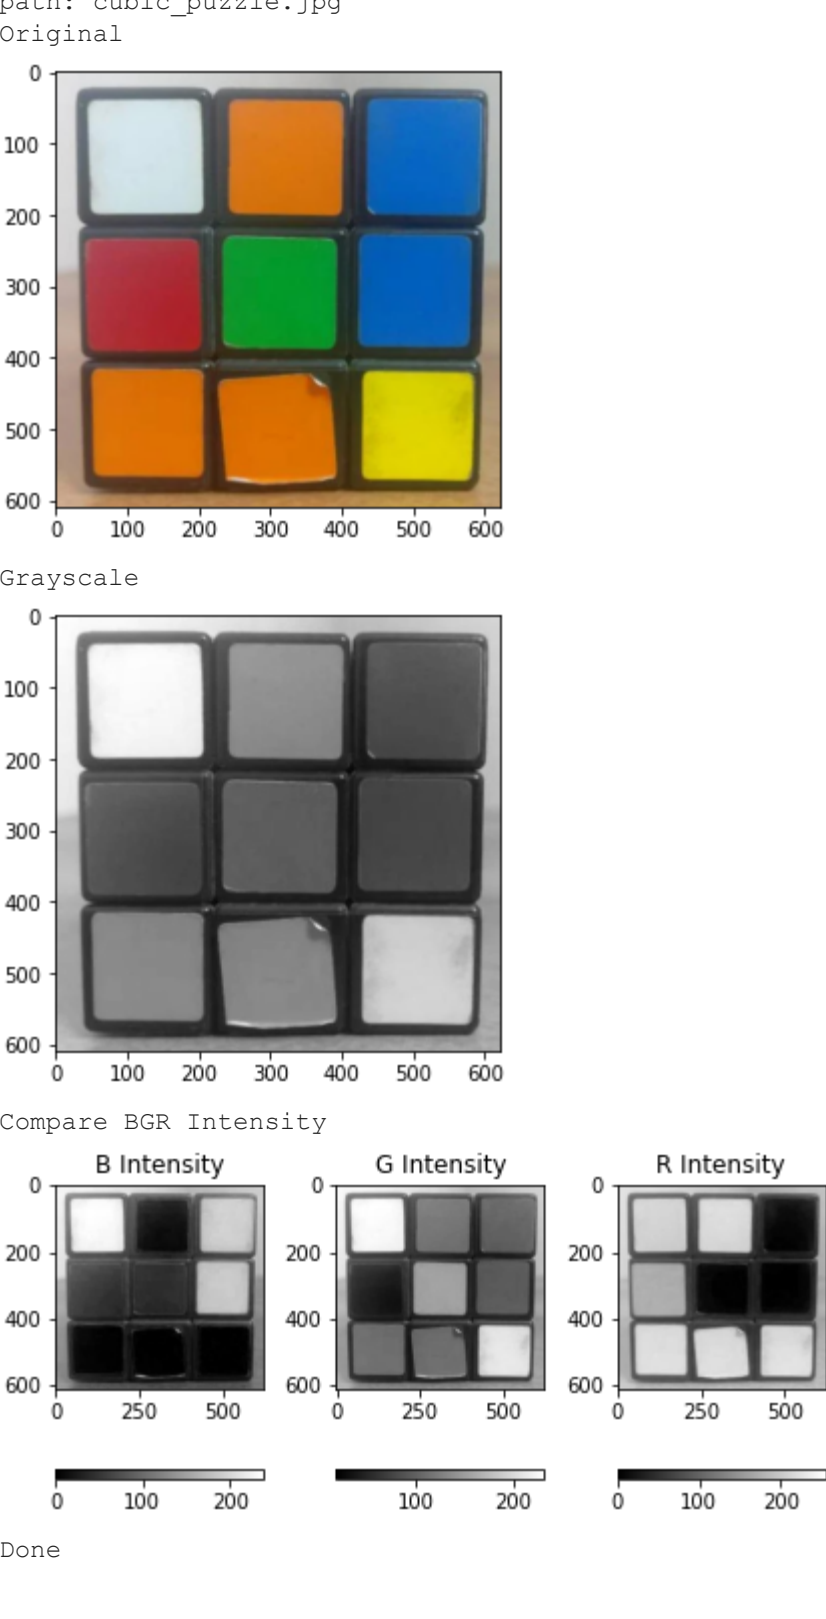 path: cubic_puzzle.jpg
Original
0
100
200
300
400
500
600
0 100 200 300 400 500 600
Grayscale
0
100
200
300
400
500
600
0 100 200 300 400 500 600
Compare BGR Intensity
B Intensity G Intensity R Intensity
0 0 0
200 200 200
400 400 400
600 600 600
0 250 500 0 250 500 0 250 500
0 100 200 100 200 0 100 200
Done